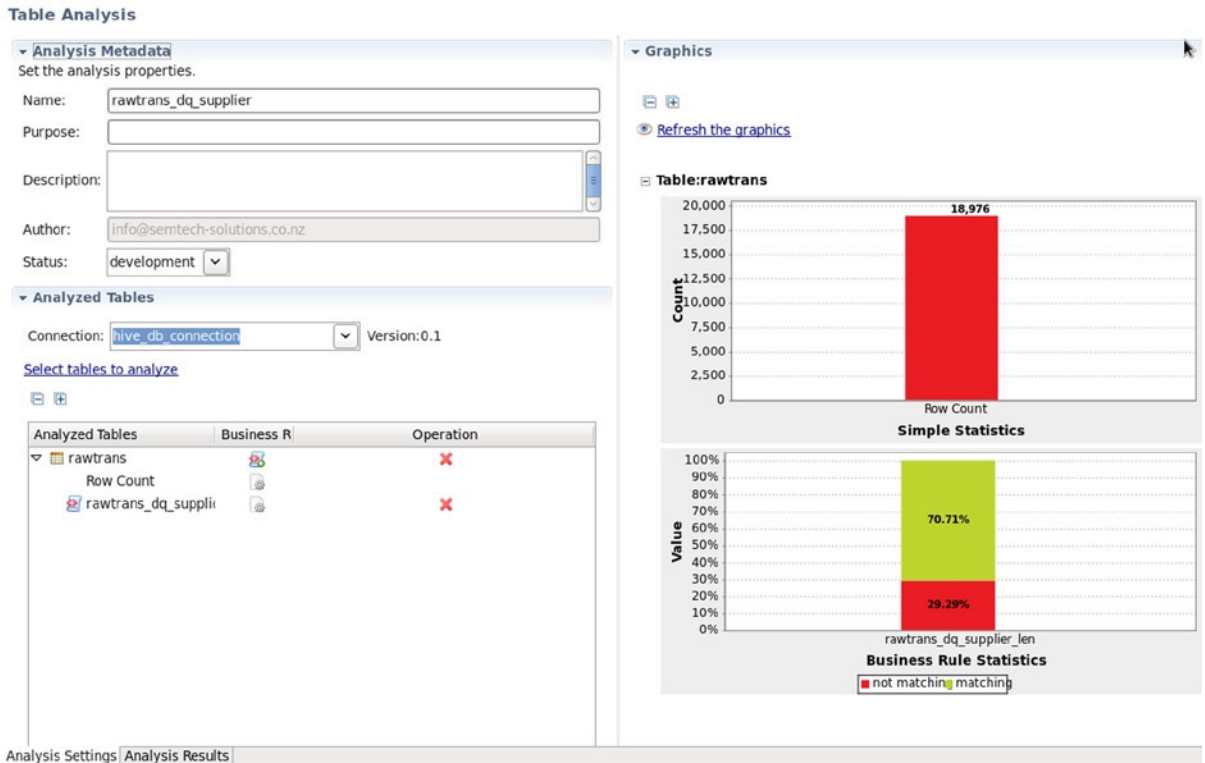 Table Analysis
Analysis Metadata
Set the analysis properties.
Name: rawtrans_dq_supplier
Purpose:
Description:
Author: info@semtech-solutions.co.nz
Status: development
Analyzed Tables
Connection: hive_db_connection Version:0.1
Select tables to analyze
Analyzed Tables Business R Operation
rawtrans
Row Count
rawtrans_dq_supplie
Analysis Settings Analysis Results
Graphics
Refresh the graphics
Table:rawtrans
20,000
17,500
15,000
12,500
10,000
7,500
5,000
2,500
0
Count
18,976
Row Count
Simple Statistics
100%
90%
80%
70%
60%
50%
40%
30%
20%
10%
0%
Value
70.71%
29.29%
rawtrans_dq_supplier_len
Business Rule Statistics
not matching matching